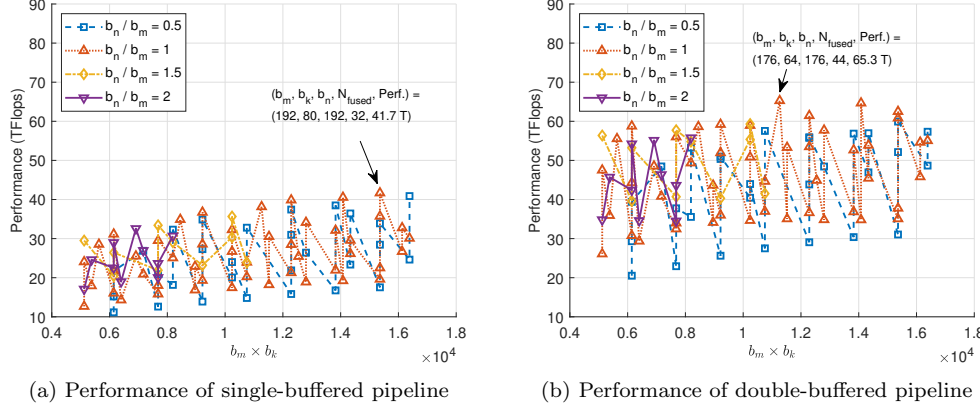 90
80
70
60
50
40
30
20
10
Performance (TFlops)
b_n / b_m = 0.5
b_n / b_m = 1
b_n / b_m = 1.5
b_n / b_m = 2
(b_m, b_k, b_n, N_fused, Perf.) =
(192, 80, 192, 32, 41.7 T)
0.4 0.6 0.8 1 1.2 1.4 1.6 1.8
b_m × b_k
×10^4
(a) Performance of single-buffered pipeline
90
80
70
60
50
40
30
20
10
Performance (TFlops)
b_n / b_m = 0.5
b_n / b_m = 1
b_n / b_m = 1.5
b_n / b_m = 2
(b_m, b_k, b_n, N_fused, Perf.) =
(176, 64, 176, 44, 65.3 T)
0.4 0.6 0.8 1 1.2 1.4 1.6 1.8
b_m × b_k
×10^4
(b) Performance of double-buffered pipeline